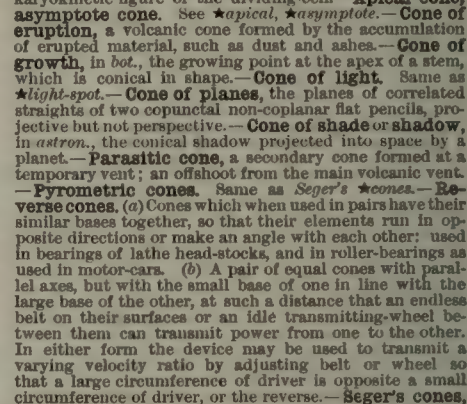 asymptote cone. See ★apical, ★asymptote.—Cone of
eruption, a volcanic cone formed by the accumulation
of erupted material, such as dust and ashes.—Cone of
growth, in bot., the growing point at the apex of a stem,
which is conical in shape.—Cone of light. Same as
★light-spot.—Cone of planes, the planes of correlated
straights of two copunctal non-coplanar flat pencils, pro-
jective but not perspective.—Cone of shade or shadow,
in astron., the conical shadow projected into space by a
planet.—Parasitic cone, a secondary cone formed at a
temporary vent; an offshoot from the main volcanic vent.
—Pyrometric cones. Same as Seger's ★cones.—Re-
verse cones. (a) Cones which when used in pairs have their
similar bases together, so that their elements run in op-
posite directions or make an angle with each other: used
in bearings of lathe head-stocks, and in roller-bearings as
used in motor-cars. (b) A pair of equal cones with paral-
lel axes, but with the small base of one in line with the
large base of the other, at such a distance that an endless
belt on their surfaces or an idle transmitting-wheel be-
tween them can transmit power from one to the other.
In either form the device may be used to transmit a
varying velocity ratio by adjusting belt or wheel so
that a large circumference of driver is opposite a small
circumference of driver, or the reverse.—Seger's cones,